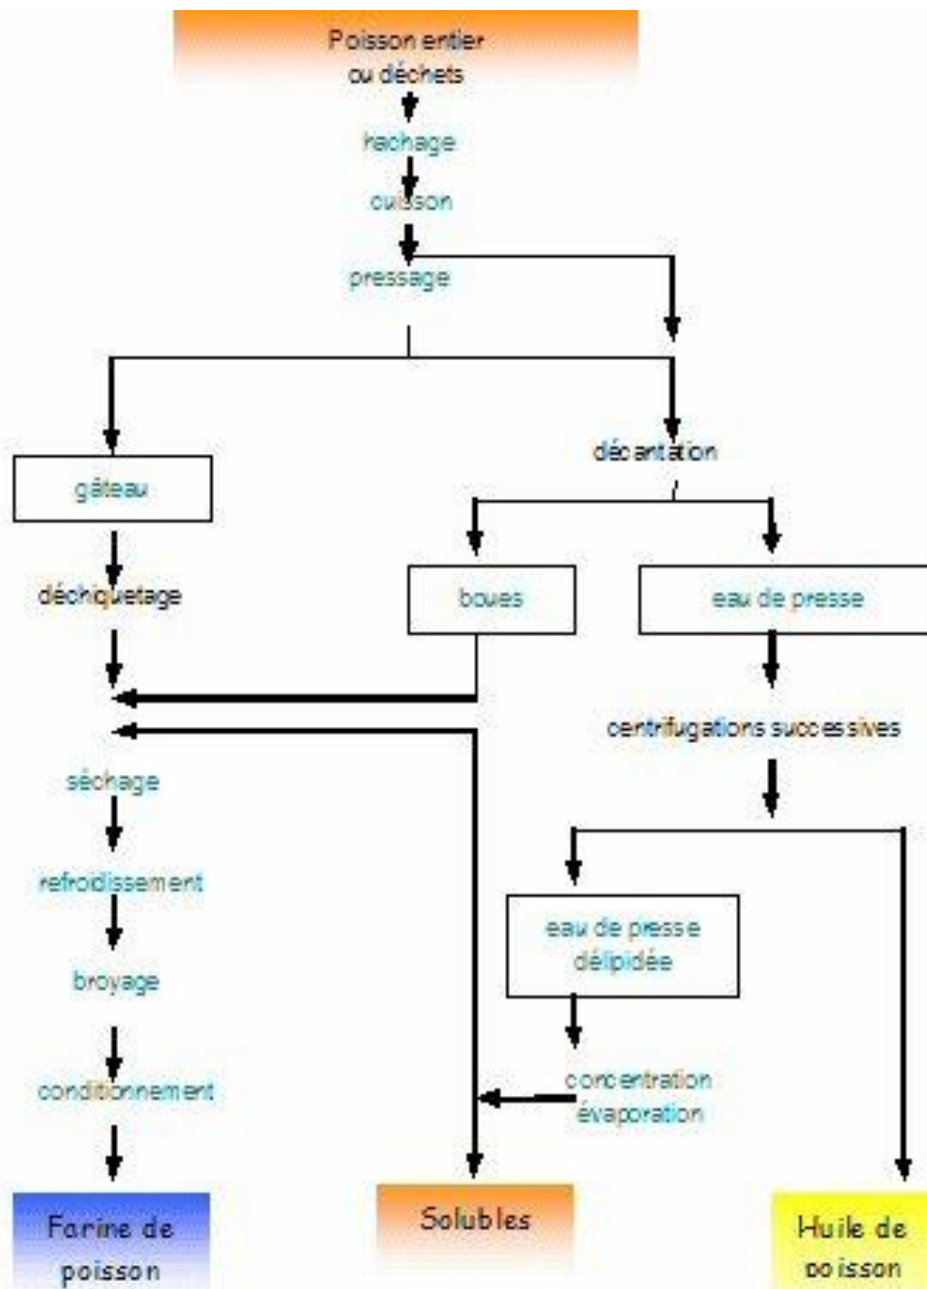 Poisson entier
ou déchets
hachage
cuisson
pressage
décantation
gâteau
déchiquetage
boues
eau de presse
centrifugations successives
séchage
refroidissement
eau de presse
délipidée
broyage
conditionnement
concentration
évaporation
Farine de
poisson
Solubles
Huile de
poisson